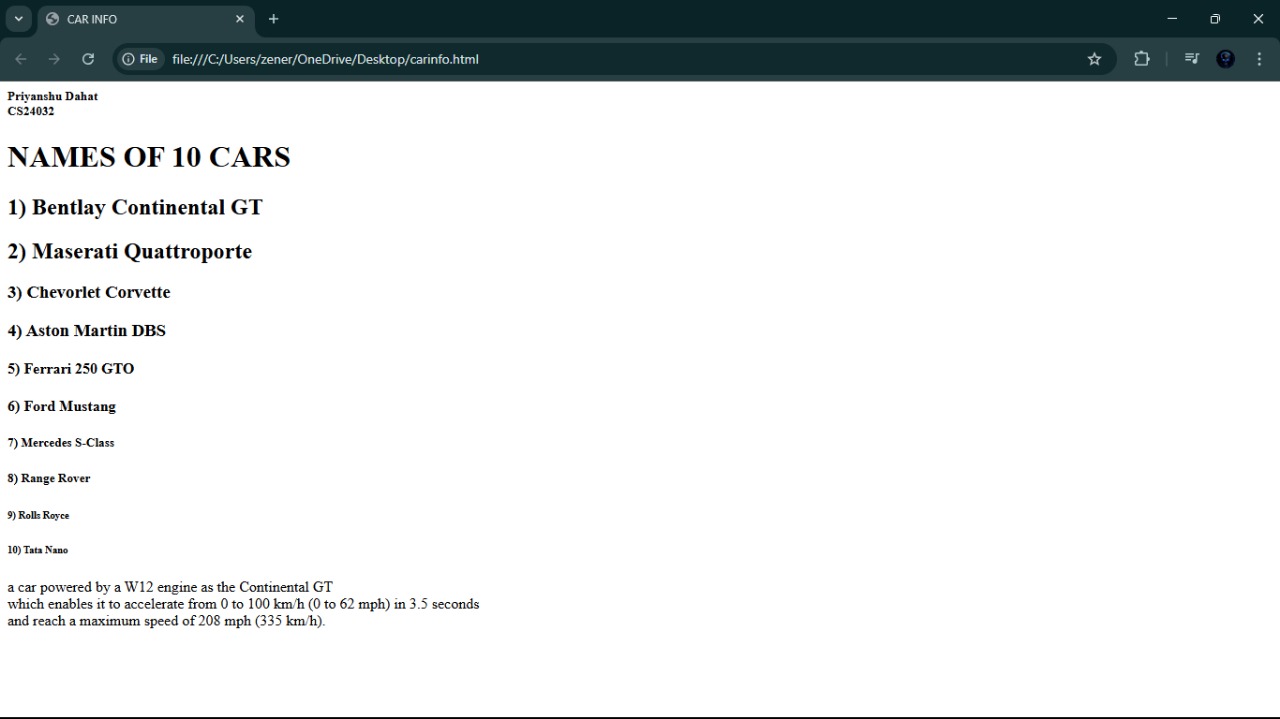 CAR INFO
File file:///C:/Users/zener/OneDrive/Desktop/carinfo.html
Priyanshu Dahat
CS24032
NAMES OF 10 CARS
1) Bentlay Continental GT
2) Maserati Quattroporte
3) Chevorlet Corvette
4) Aston Martin DBS
5) Ferrari 250 GTO
6) Ford Mustang
7) Mercedes S-Class
8) Range Rover
9) Rolls Royce
10) Tata Nano
a car powered by a W12 engine as the Continental GT
which enables it to accelerate from 0 to 100 km/h (0 to 62 mph) in 3.5 seconds
and reach a maximum speed of 208 mph (335 km/h).